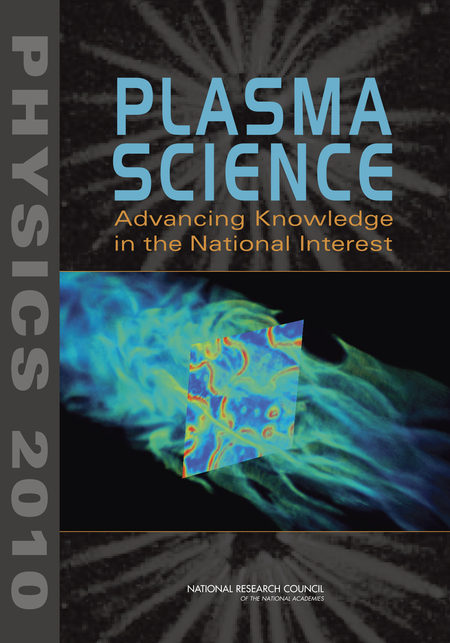 PHYSICS 2010
PLASMA
SCIENCE
Advancing Knowledge
in the National Interest
NATIONAL RESEARCH COUNCIL
OF THE NATIONAL ACADEMIES